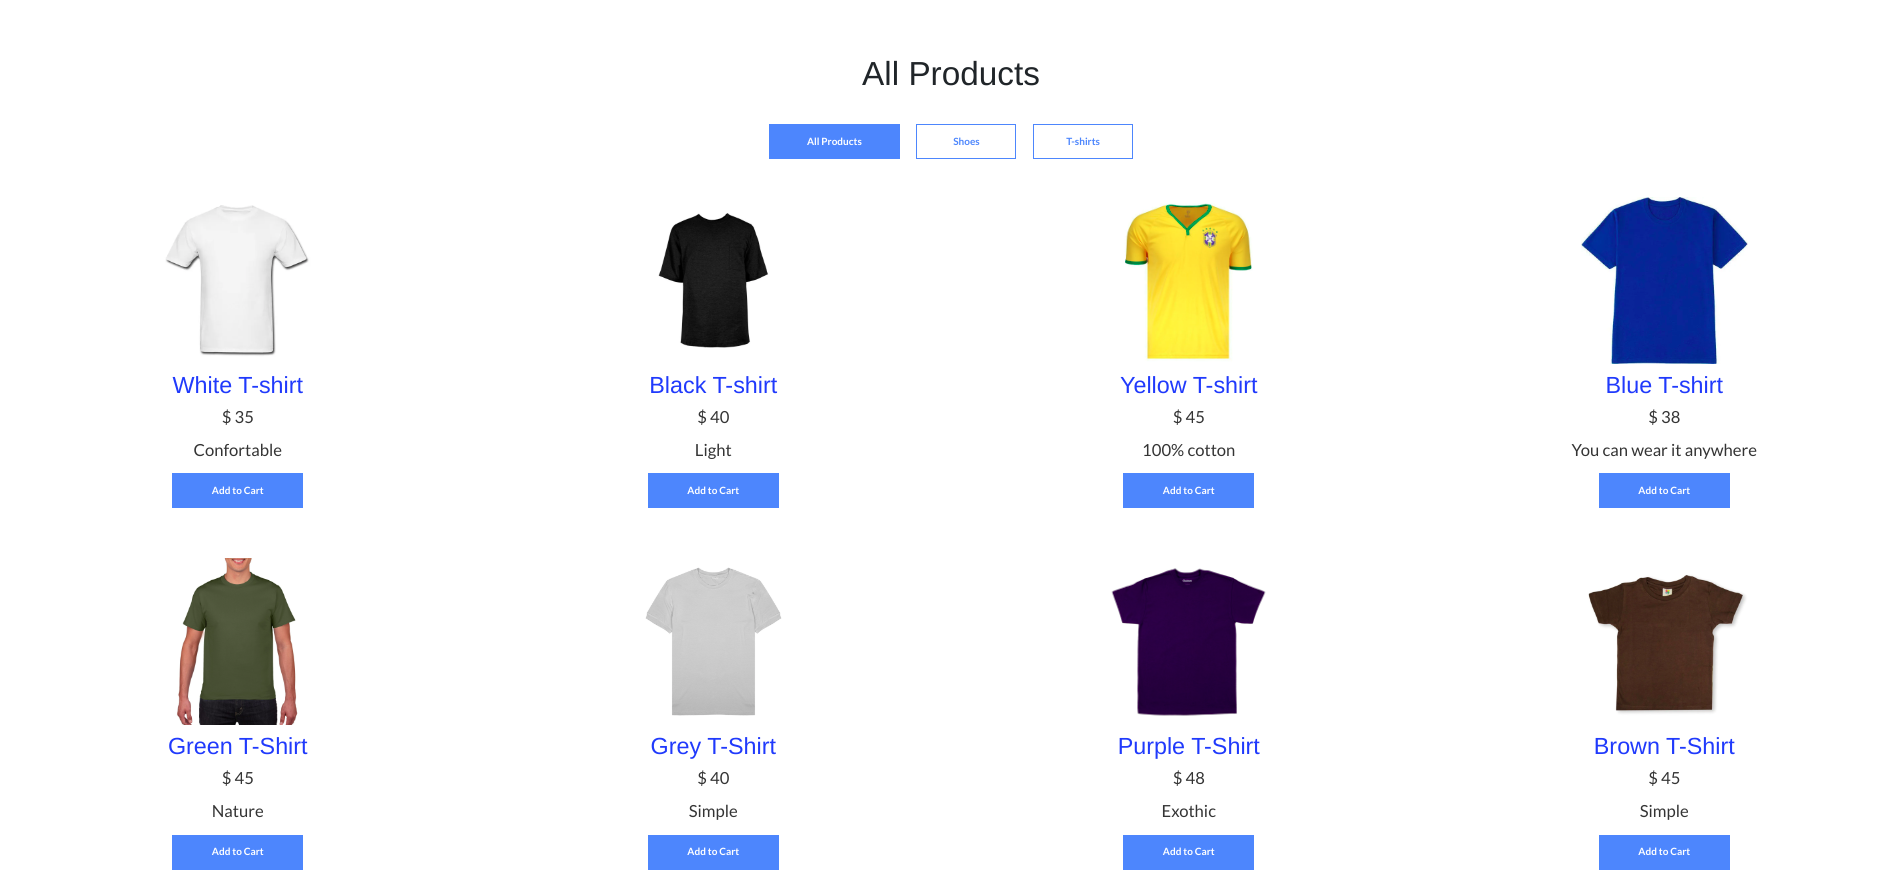 All Products
All Products Shoes T-shirts
White T-shirt
$ 35
Confortable
Add to Cart
Black T-shirt
$ 40
Light
Add to Cart
Yellow T-shirt
$ 45
100% cotton
Add to Cart
Blue T-shirt
$ 38
You can wear it anywhere
Add to Cart
Green T-Shirt
$ 45
Nature
Add to Cart
Grey T-Shirt
$ 40
Simple
Add to Cart
Purple T-Shirt
$ 48
Exothic
Add to Cart
Brown T-Shirt
$ 45
Simple
Add to Cart